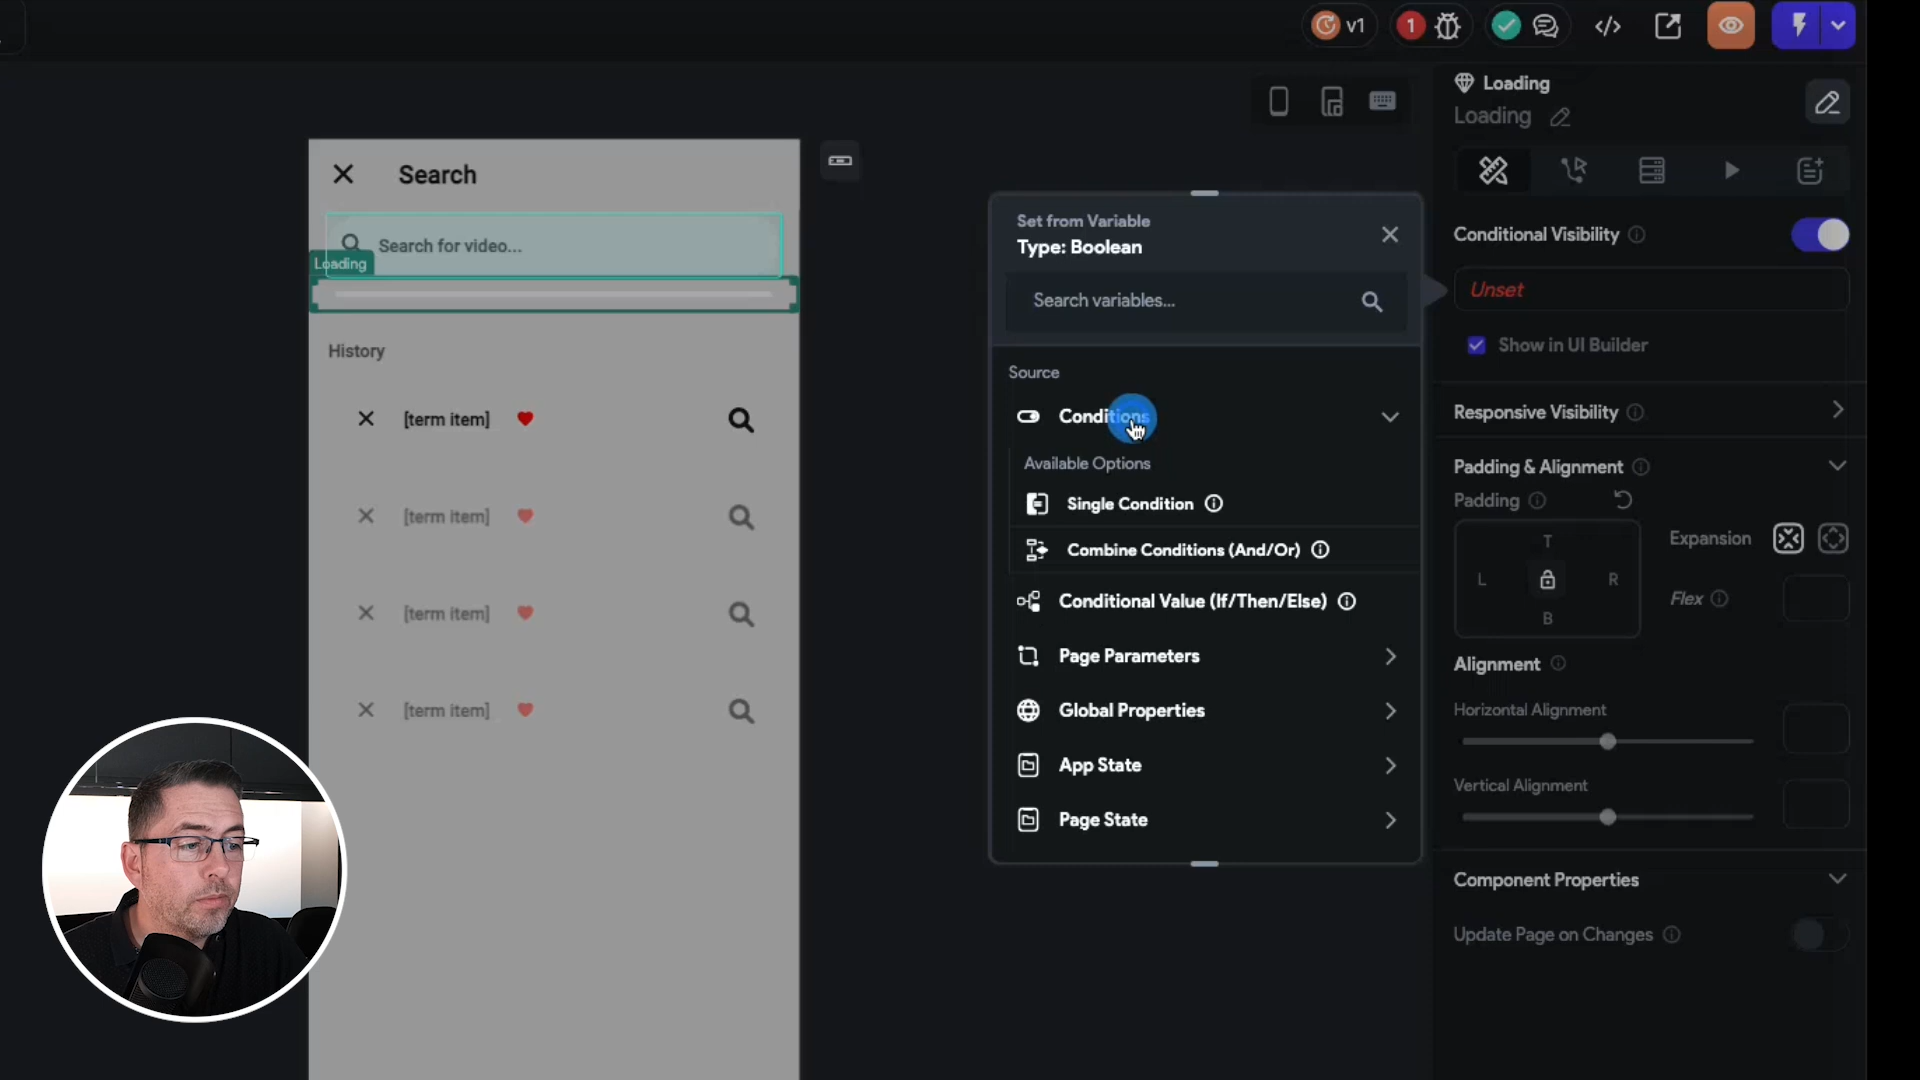 v1
1
Loading
Loading
Search
Search for video...
Loading
History
[term item]
[term item]
[term item]
[term item]
Set from Variable
Type: Boolean
Search variables...
Source
Conditions
Available Options
Single Condition
Combine Conditions (And/Or)
Conditional Value (If/Then/Else)
Page Parameters
Global Properties
App State
Page State
Conditional Visibility
Unset
Show in UI Builder
Responsive Visibility
Padding & Alignment
Padding
T
L
R
B
Expansion
Flex
Alignment
Horizontal Alignment
Vertical Alignment
Component Properties
Update Page on Changes